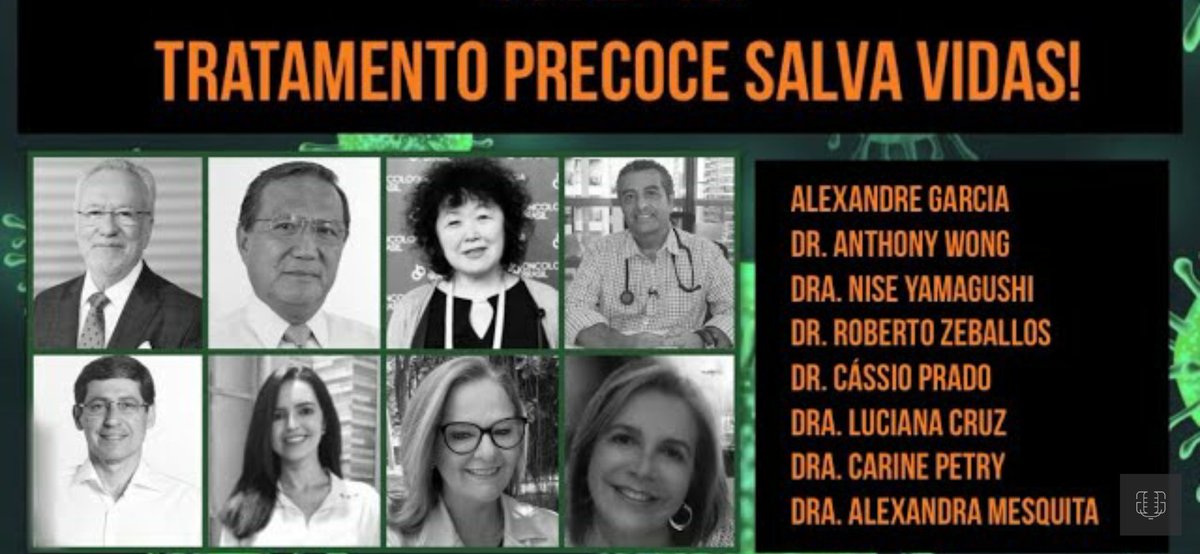 TRATAMENTO PRECOCE SALVA VIDAS!
ALEXANDRE GARCIA
DR. ANTHONY WONG
DRA. NISE YAMAGUSHI
DR. ROBERTO ZEBALLOS
DR. CÁSSIO PRADO
DRA. LUCIANA CRUZ
DRA. CARINE PETRY
DRA. ALEXANDRA MESQUITA